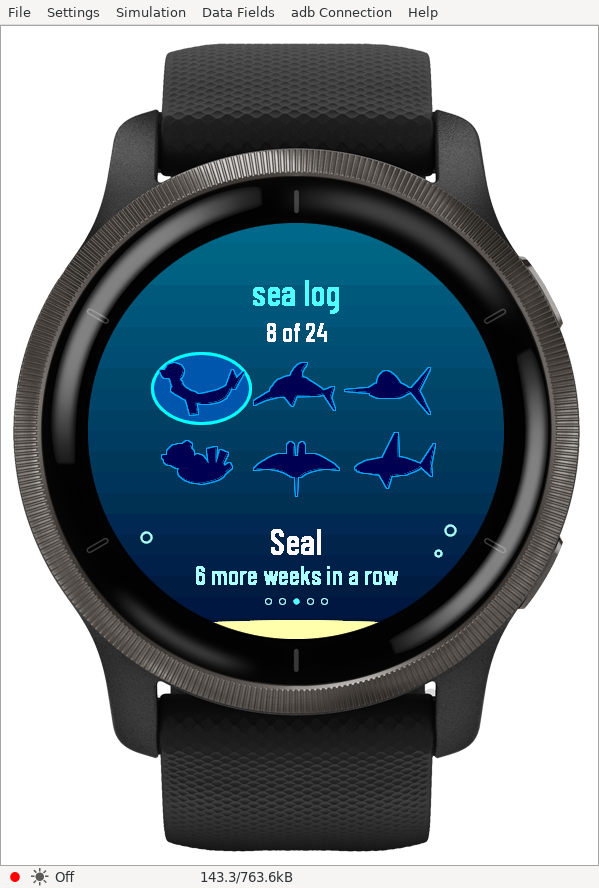 File Settings Simulation Data Fields adb Connection Help
sea log
8 of 24
Seal
6 more weeks in a row
Off 143.3/763.6kB